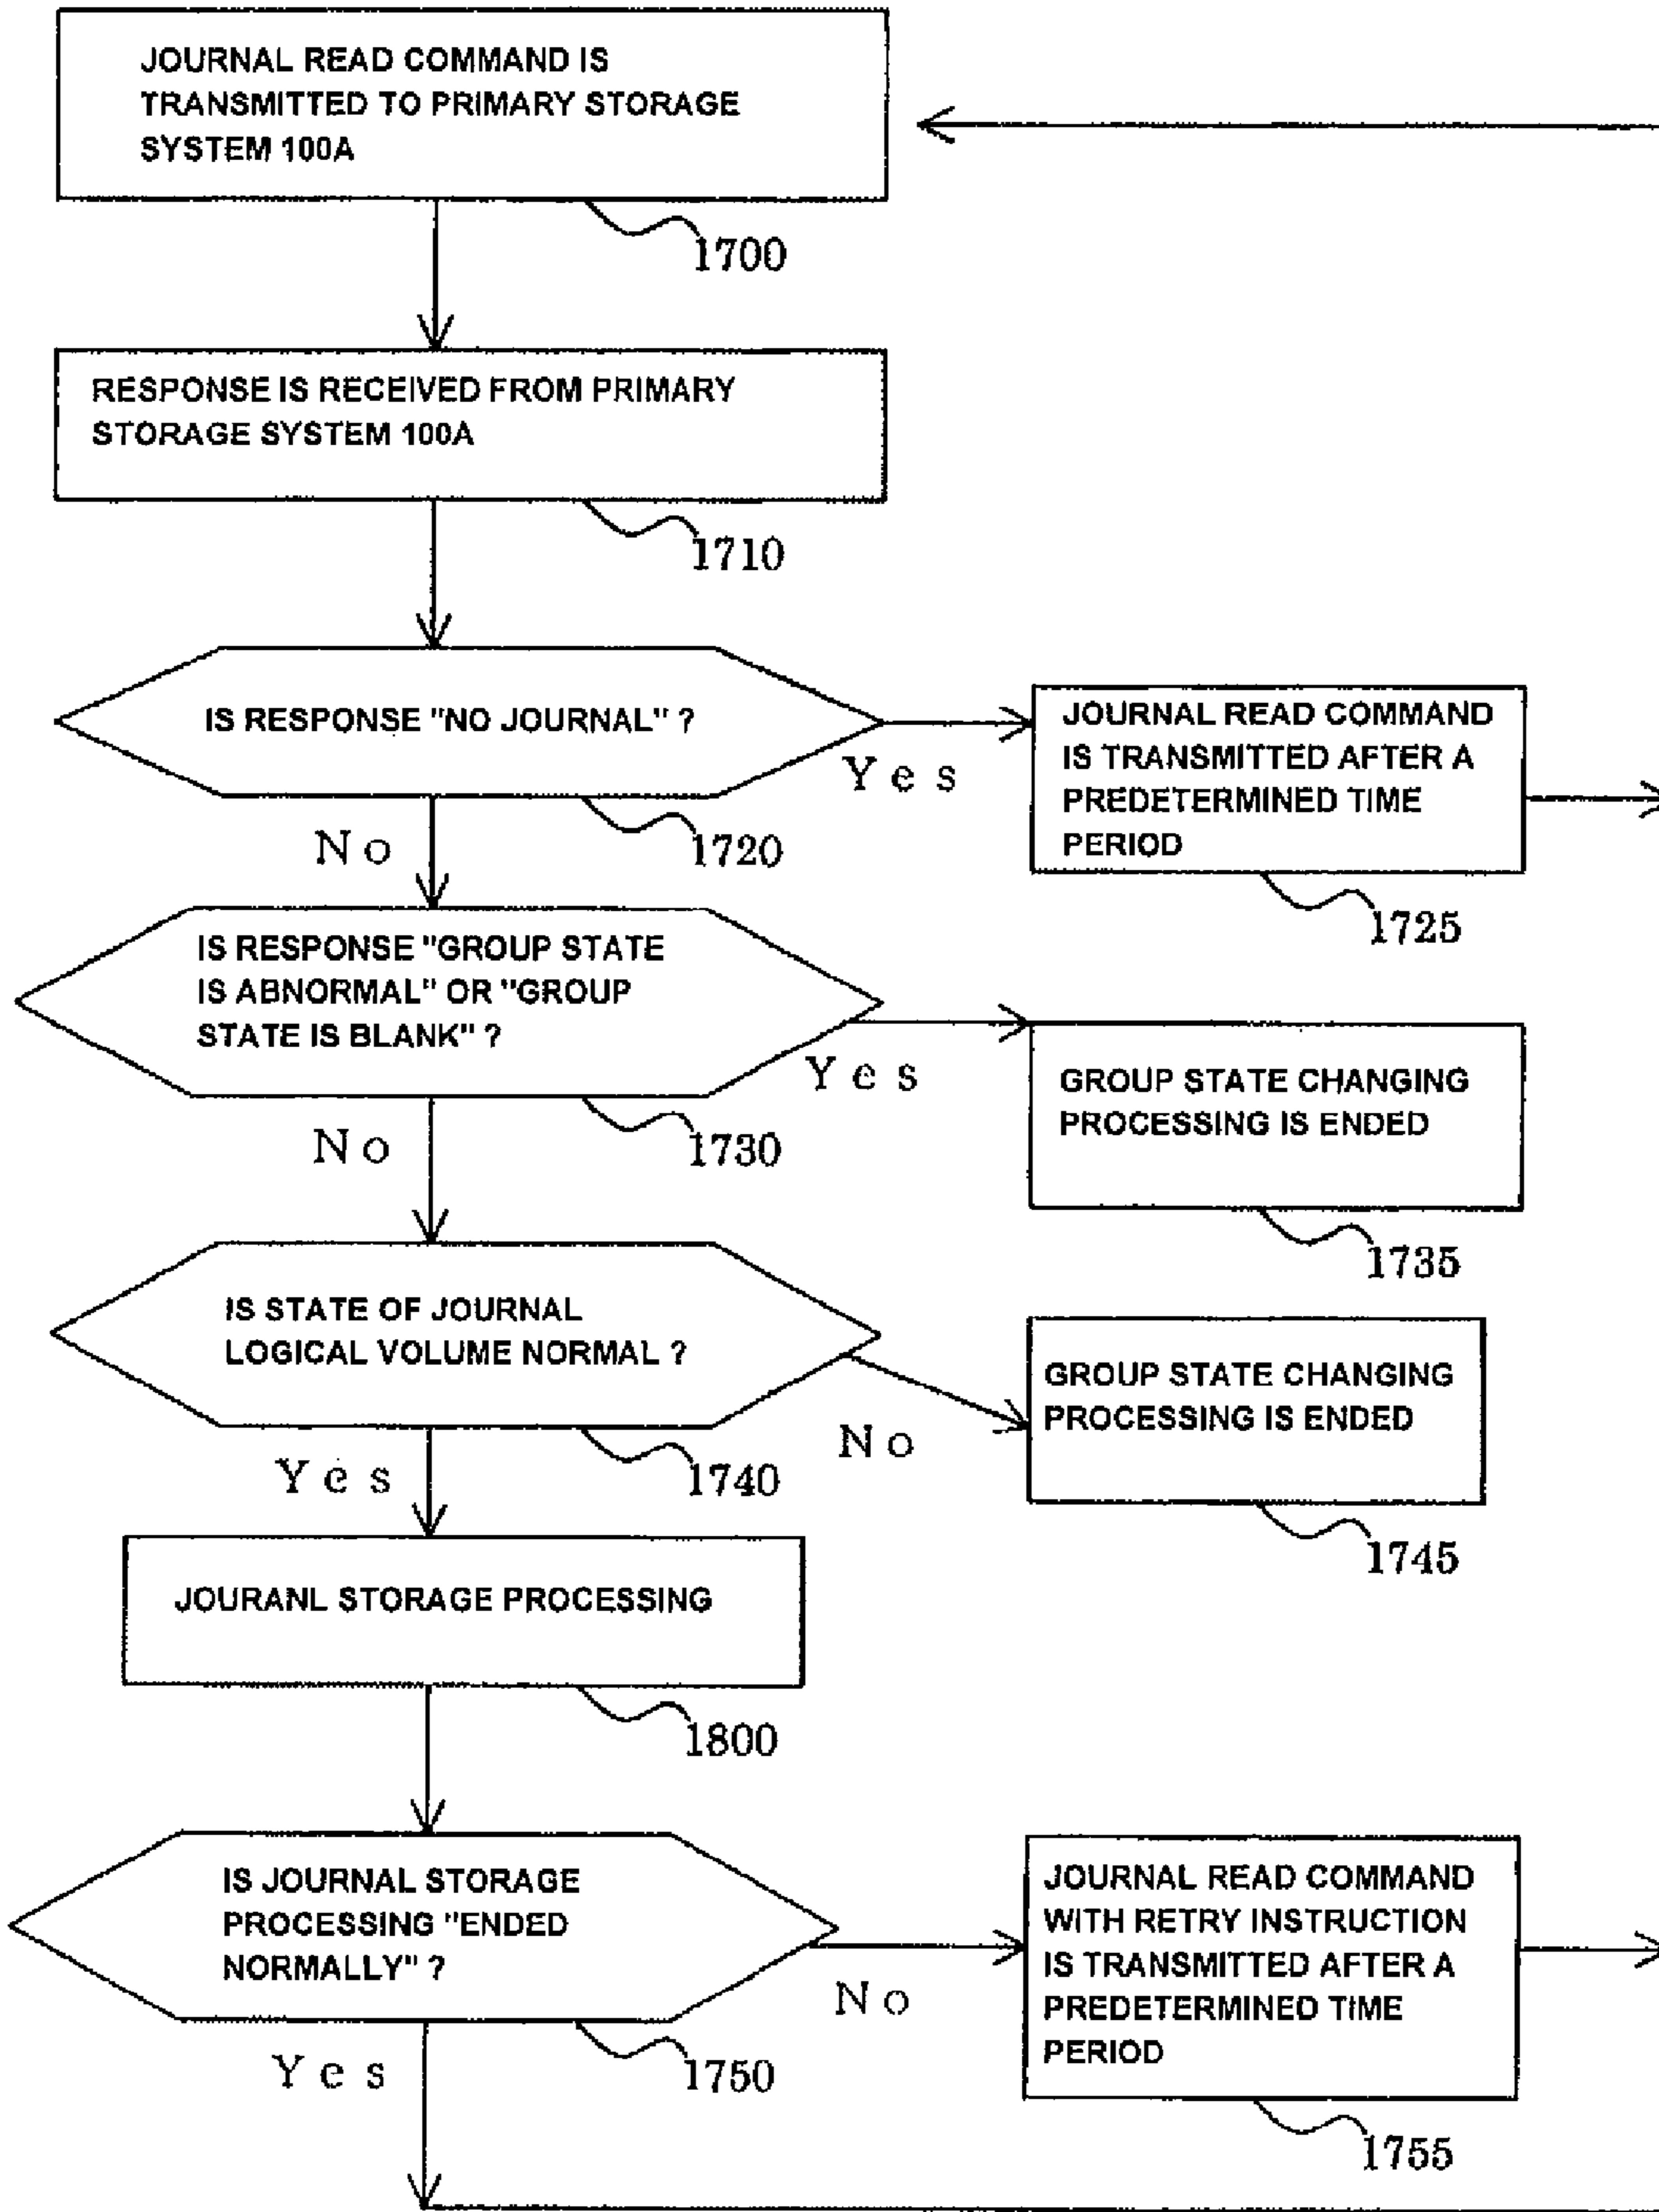 JOURNAL READ COMMAND IS
TRANSMITTED TO PRIMARY STORAGE
SYSTEM 100A
1700
RESPONSE IS RECEIVED FROM PRIMARY
STORAGE SYSTEM 100A
1710
IS RESPONSE "NO JOURNAL" ?
Yes
No
1720
JOURNAL READ COMMAND
IS TRANSMITTED AFTER A
PREDETERMINED TIME
PERIOD
1725
IS RESPONSE "GROUP STATE
IS ABNORMAL" OR "GROUP
STATE IS BLANK" ?
Yes
No
1730
GROUP STATE CHANGING
PROCESSING IS ENDED
1735
IS STATE OF JOURNAL
LOGICAL VOLUME NORMAL ?
No
Yes
1740
GROUP STATE CHANGING
PROCESSING IS ENDED
1745
JOURANL STORAGE PROCESSING
1800
IS JOURNAL STORAGE
PROCESSING "ENDED
NORMALLY" ?
No
Yes
1750
JOURNAL READ COMMAND
WITH RETRY INSTRUCTION
IS TRANSMITTED AFTER A
PREDETERMINED TIME
PERIOD
1755